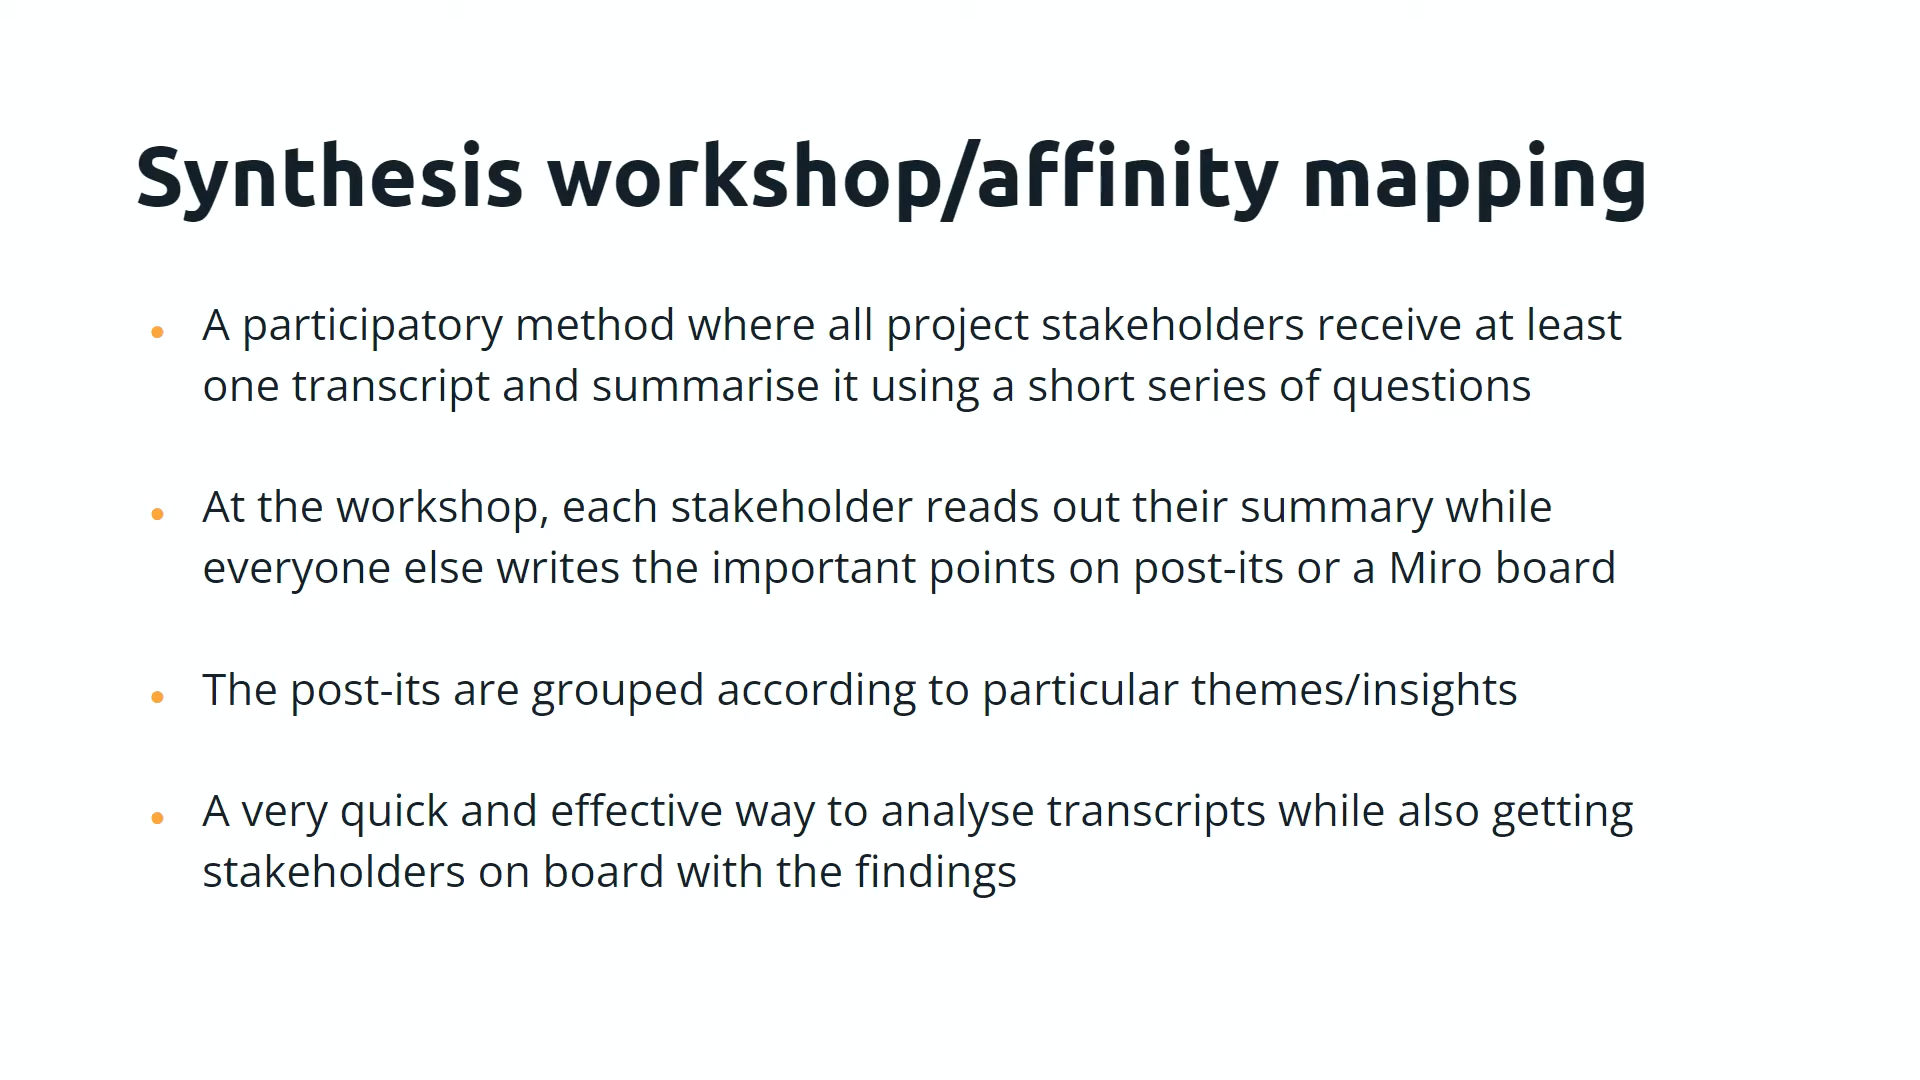 Synthesis workshop/affinity mapping
• A participatory method where all project stakeholders receive at least
one transcript and summarise it using a short series of questions
• At the workshop, each stakeholder reads out their summary while
everyone else writes the important points on post-its or a Miro board
• The post-its are grouped according to particular themes/insights
• A very quick and effective way to analyse transcripts while also getting
stakeholders on board with the findings